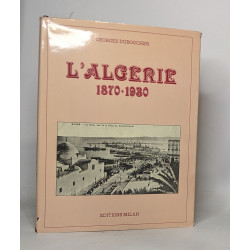 GEORGES DUBOUCHER
L'ALGERIE
1870-1930
EDITIONS MILAN